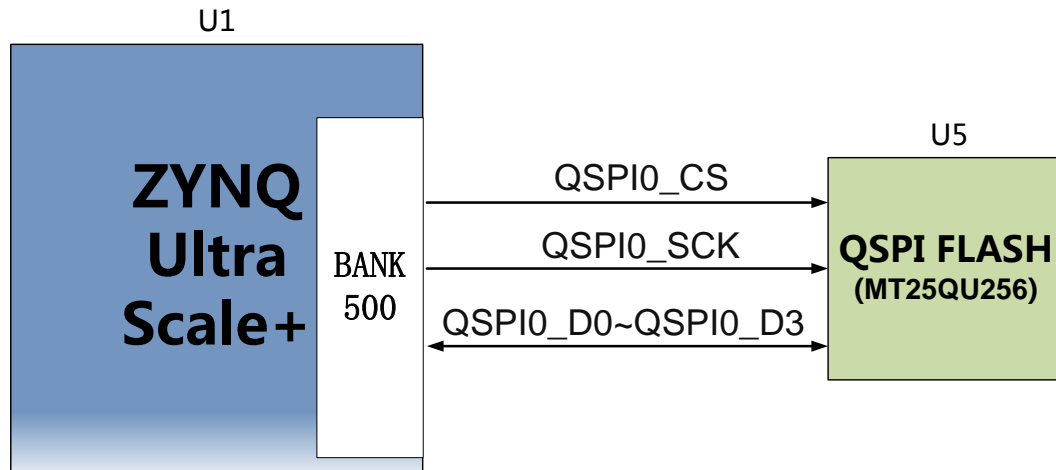 U1
ZYNQ
Ultra
Scale+
BANK
500
QSPI0_CS
QSPI0_SCK
QSPI0_D0~QSPI0_D3
U5
QSPI FLASH
(MT25QU256)